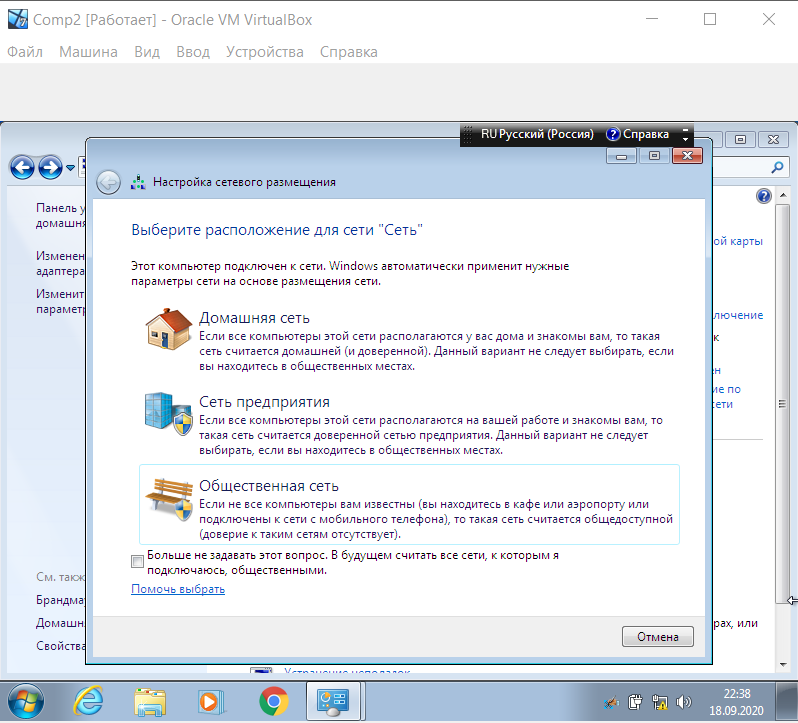 Comp2 [Работает] - Oracle VM VirtualBox
Файл Машина Вид Ввод Устройства Справка
RU Русский (Россия) Справка
Настройка сетевого размещения
Панель
домашня
Изменен
адаптера
Изменит
парамет
См. такж
Брандма
Домашн
Свойства
Выберите расположение для сети "Сеть"
Этот компьютер подключен к сети. Windows автоматически применит нужные
параметры сети на основе размещения сети.
Домашняя сеть
Если все компьютеры этой сети располагаются у вас дома и знакомы вам, то такая
сеть считается домашней (и доверенной). Данный вариант не следует выбирать, если
вы находитесь в общественных местах.
Сеть предприятия
Если все компьютеры этой сети располагаются на вашей работе и знакомы вам, то
такая сеть считается доверенной сетью предприятия. Данный вариант не следует
выбирать, если вы находитесь в общественных местах.
Общественная сеть
Если не все компьютеры вам известны (вы находитесь в кафе или аэропорту или
подключены к сети с мобильного телефона), то такая сеть считается общедоступной
(доверие к таким сетям отсутствует).
Больше не задавать этот вопрос. В будущем считать все сети, к которым я
подключаюсь, общественными.
Помочь выбрать
Отмена
ой карты
ключение
к
ен
ие по
сети
рах, или
Устранение неполадок
22:38
18.09.2020